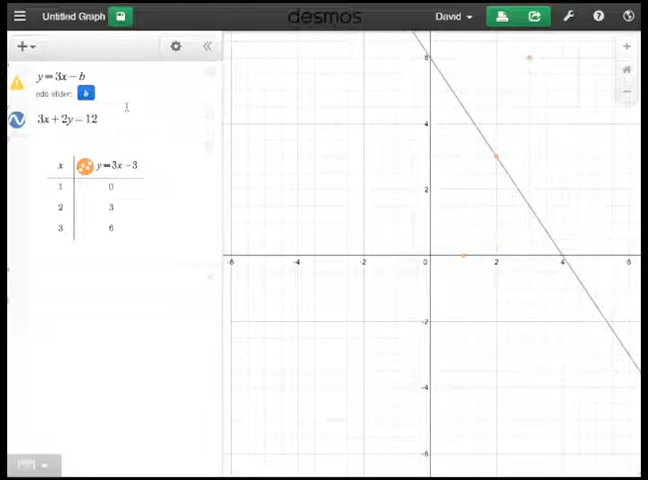 Untitled Graph
desmos
David
y = 3x − b
add slider: b
3x + 2y = 12
x y = 3x − 3
1 0
2 3
3 6
6
4
2
-6 -4 -2 0 2 4 6
-2
-4
-6